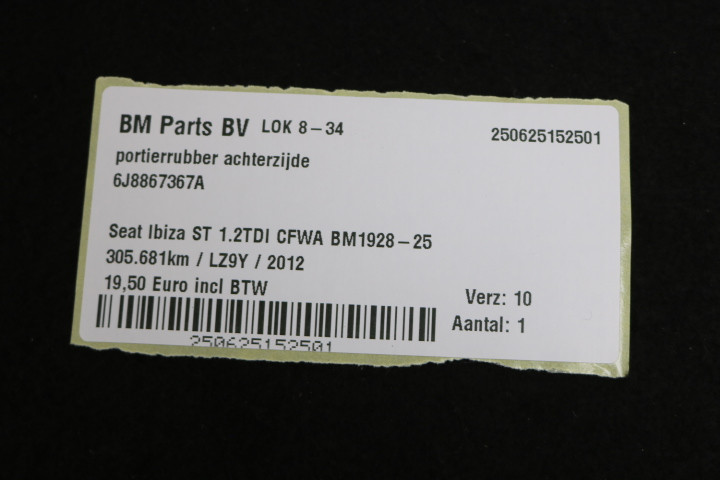 BM Parts BV LOK 8-34 250625152501
portierrubber achterzijde
6J8867367A
Seat Ibiza ST 1.2TDI CFWA BM1928-25
305.681km / LZ9Y / 2012
19,50 Euro incl BTW
Verz: 10
Aantal: 1
250625152501